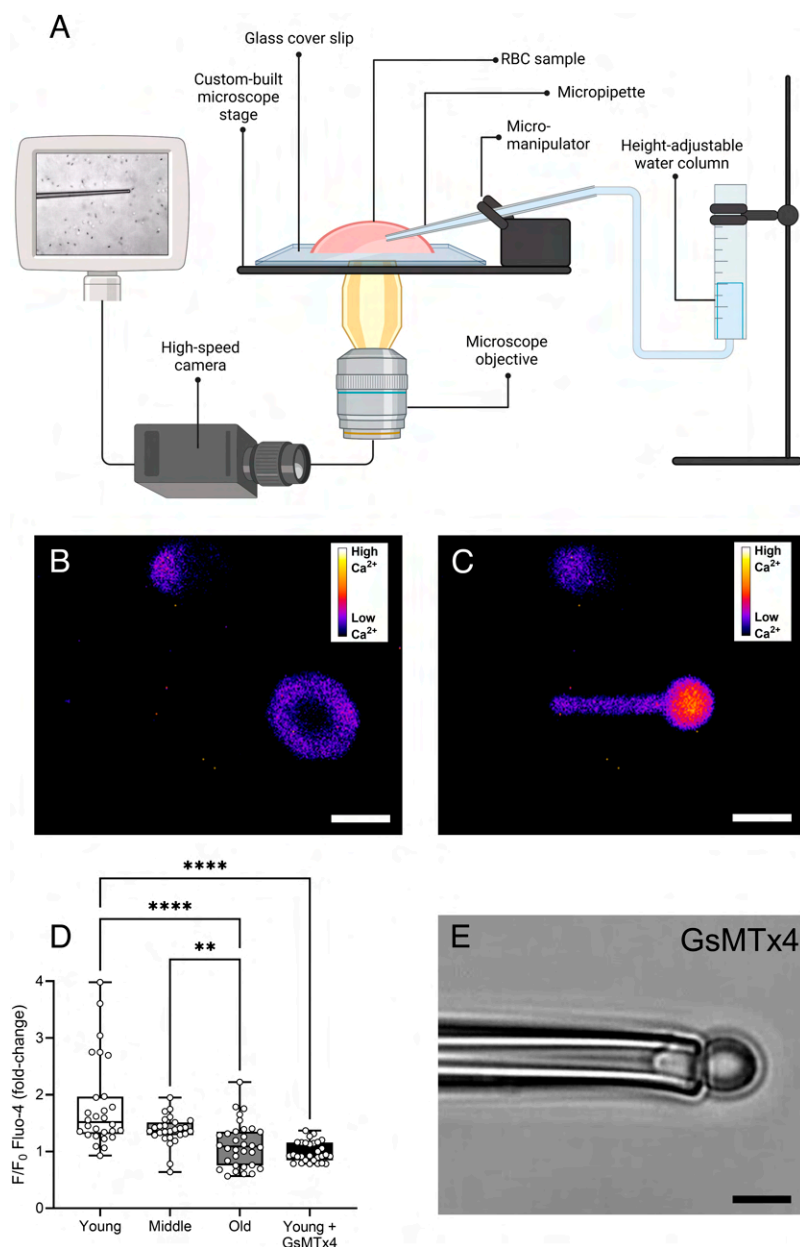 A
Glass cover slip
Custom-built
microscope
stage
RBC sample
Micropipette
Micro-
manipulator
Height-adjustable
water column
High-speed
camera
Microscope
objective
B
High
Ca2+
Low
Ca2+
C
High
Ca2+
Low
Ca2+
D
****
****
**
F/F0 Fluo-4 (fold-change)
4
3
2
1
0
Young
Middle
Old
Young +
GsMTx4
E
GsMTx4